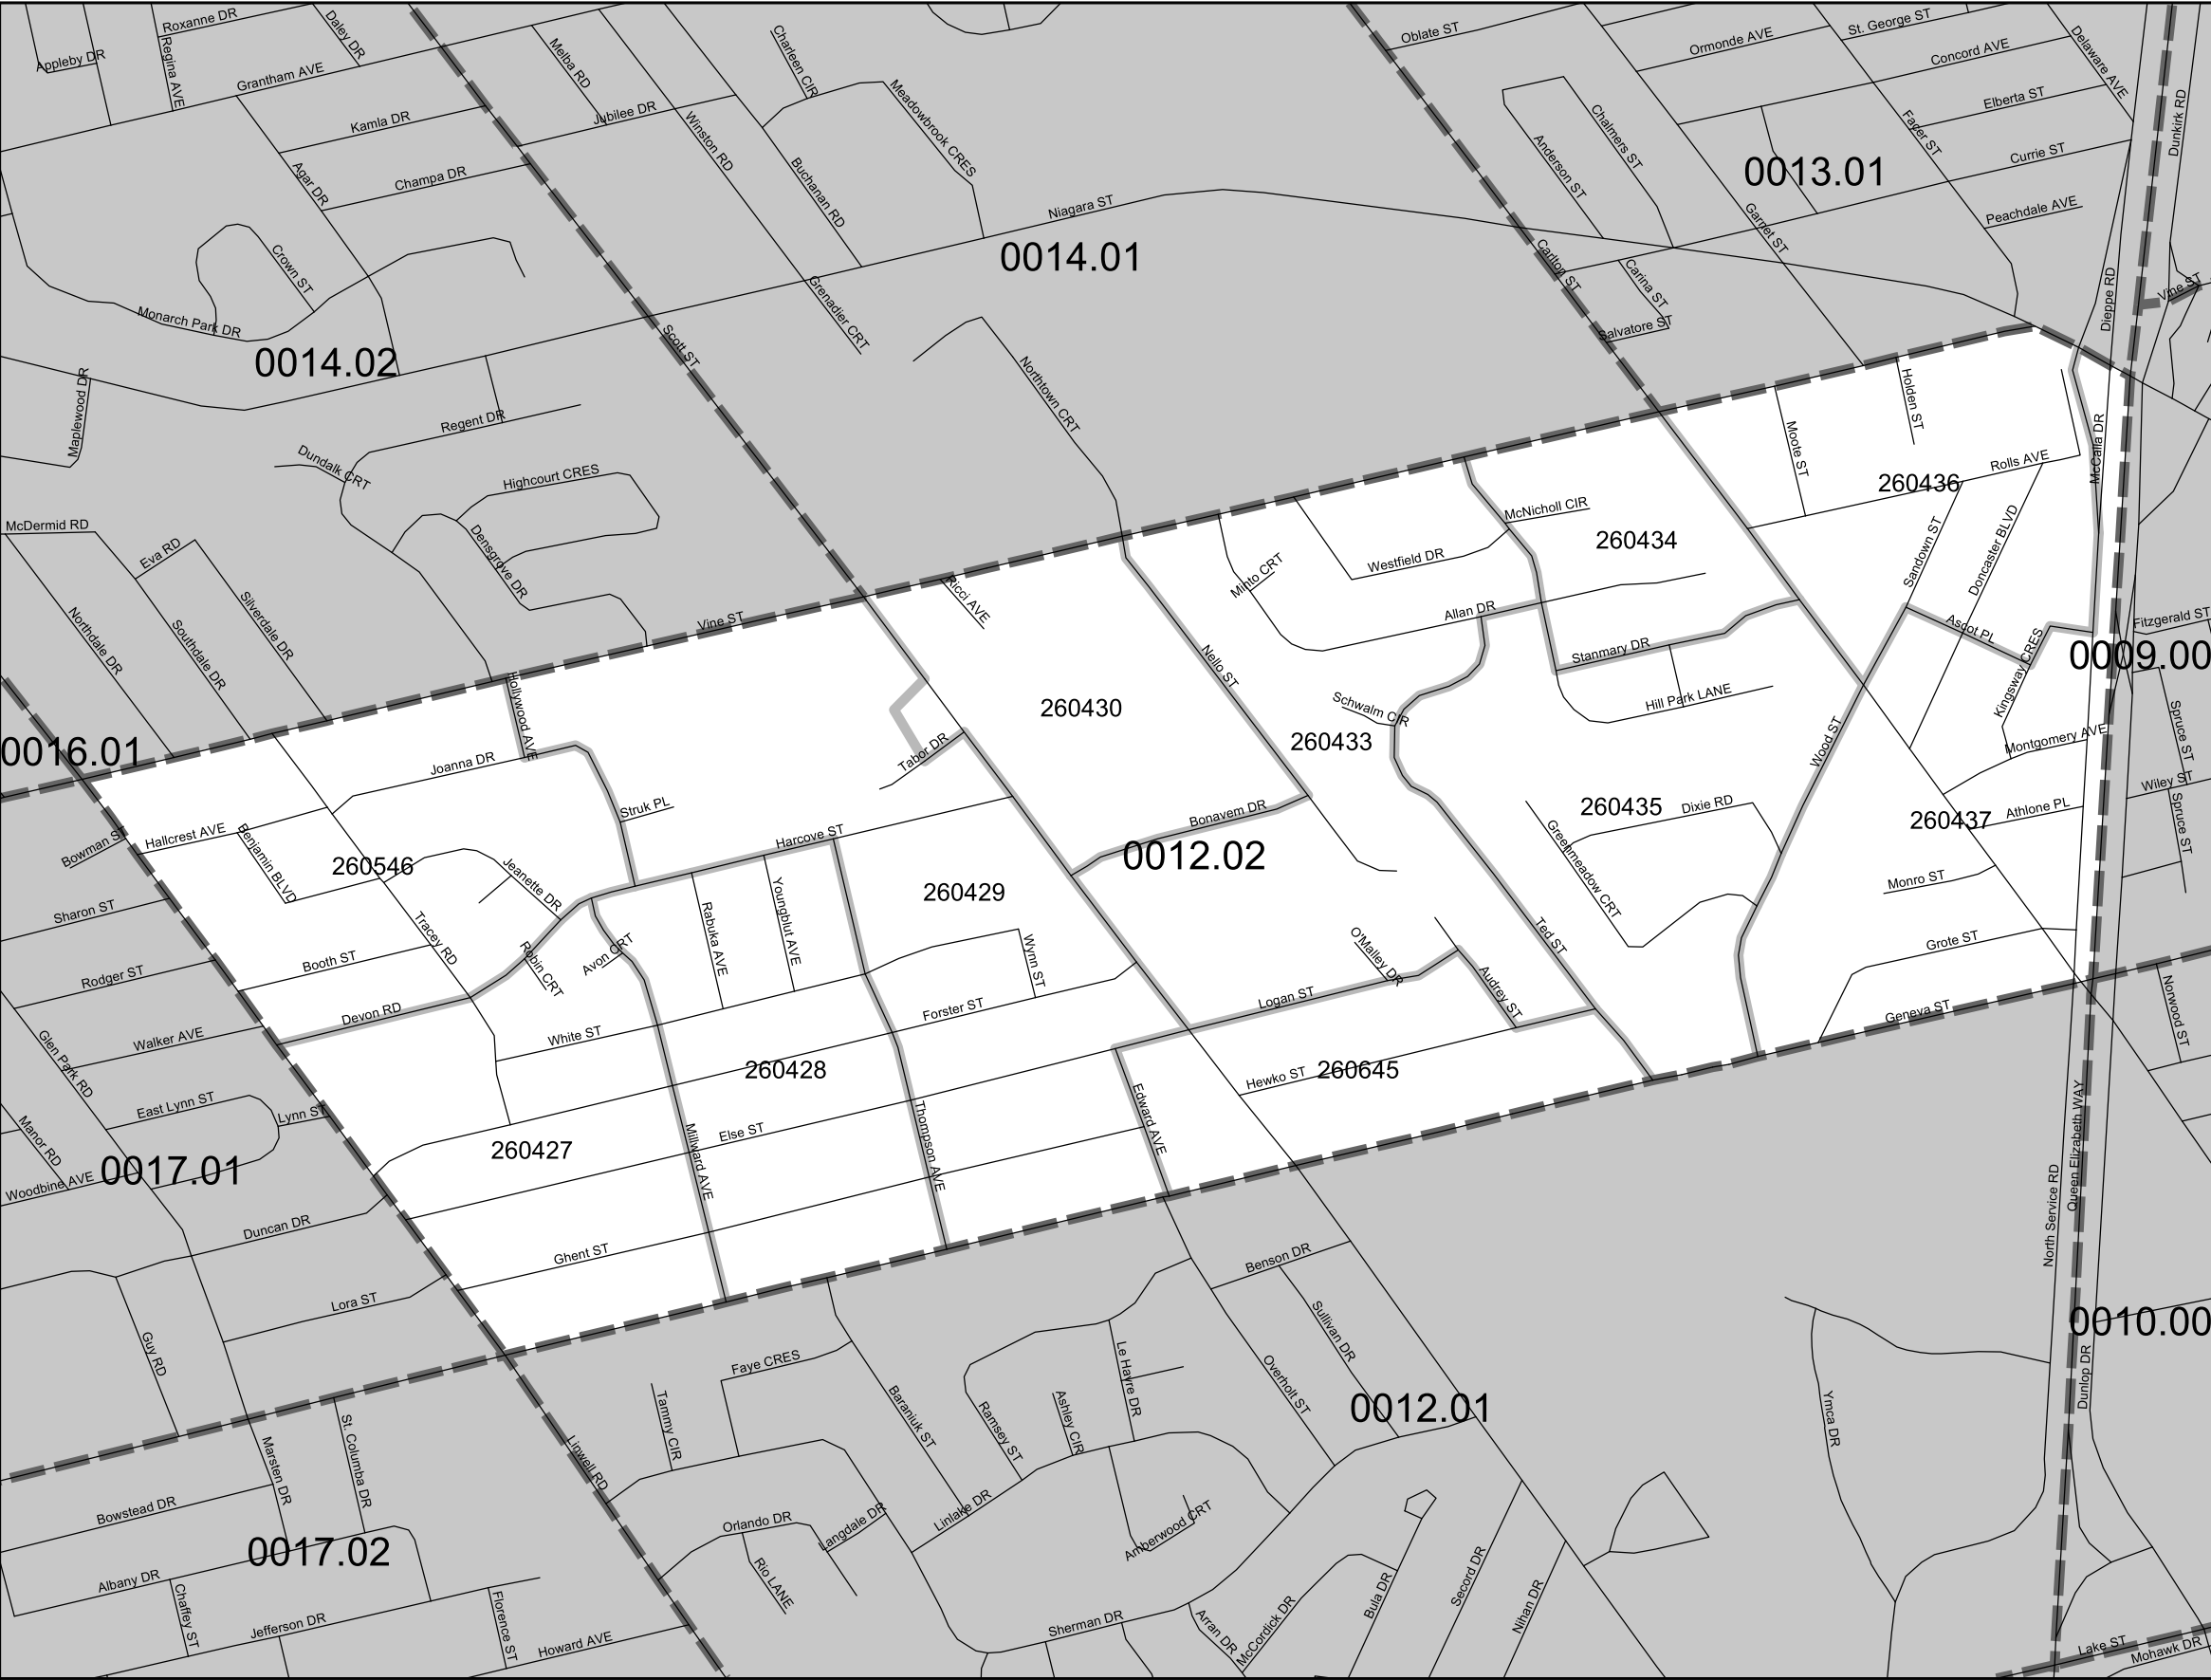 Roxanne DR
Daley DR
Appleby DR
Regina AVE
Grantham AVE
Kamla DR
Champa DR
Agar DR
Crown ST
Monarch Park DR
0014.02
Maplewood DR
Melba RD
Jubilee DR
Charleen CIR
Winston RD
Buchanan RD
Meadowbrook CRES
Niagara ST
0014.01
Grenadier CRT
Scott ST
Northtown CRT
Oblate ST
Ormonde AVE
St. George ST
Concord AVE
Delaware AVE
Elberta ST
Facer ST
Currie ST
Peachdale AVE
Dunkirk RD
Chalmers ST
Anderson ST
0013.01
Garnet ST
Carlton ST
Carina ST
Salvatore ST
Dieppe RD
Vine ST
Regent DR
Dundalk CRT
Highcourt CRES
Densgrove DR
McDermid RD
Eva RD
Silverdale DR
Southdale DR
Northdale DR
Vine ST
Ricci AVE
Holden ST
Moote ST
Rolls AVE
260436
McCalla DR
McNicholl CIR
260434
Westfield DR
Minto CRT
Allan DR
Stanmary DR
Hill Park LANE
Sandown ST
Doncaster BLVD
Ascot PL
Kingsway CRES
Fitzgerald ST
0009.00
Spruce ST
Montgomery AVE
Wiley ST
Spruce ST
0016.01
Hollywood AVE
Joanna DR
Struk PL
Tabor DR
260430
Nello ST
Schwalm CIR
260433
Wood ST
260435
Dixie RD
260437
Athlone PL
Bowman ST
Hallcrest AVE
Benjamin BLVD
260546
Jeanette DR
Harcove ST
Bonavem DR
0012.02
Greenmeadow CRT
Monro ST
Grote ST
Geneva ST
Norwood ST
Sharon ST
Rodger ST
Walker AVE
Booth ST
Tracey RD
Robin CRT
Avon CRT
Rabuka AVE
Youngblut AVE
260429
Wynn ST
Forster ST
Devon RD
White ST
260428
O'Malley DR
Logan ST
Audrey ST
Ted ST
Hewko ST
260645
Glen Park RD
Manor RD
East Lynn ST
Lynn ST
Woodbine AVE
0017.01
Duncan DR
260427
Else ST
Millward AVE
Thompson AVE
Edward AVE
Ghent ST
Queen Elizabeth WAY
North Service RD
Lora ST
Guy RD
Benson DR
Sullivan DR
Overholt ST
0012.01
0010.00
Dunlop DR
Ymca DR
Faye CRES
Tammy CIR
Baraniuk ST
Ramsey ST
Ashley CIR
Le Havre DR
Linwell RD
St. Columba DR
Marsten DR
Bowstead DR
0017.02
Albany DR
Chaffey ST
Jefferson DR
Florence ST
Howard AVE
Orlando DR
Rio LANE
Langdale DR
Linlake DR
Amberwood CRT
Sherman DR
Arran DR
McCordick DR
Bula DR
Secord DR
Nihan DR
Lake ST
Mohawk DR